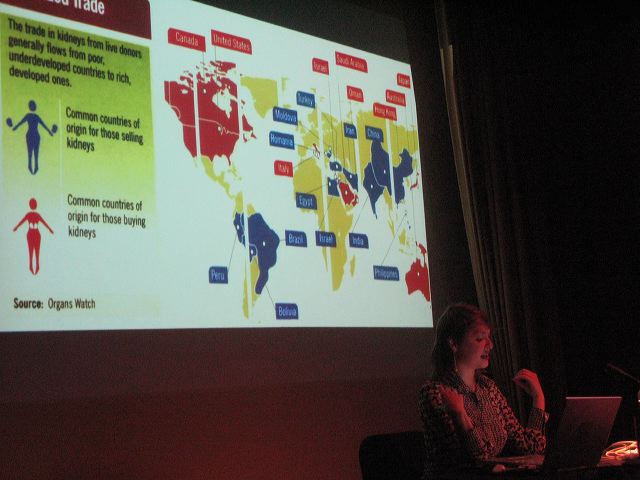 Trade
The trade in kidneys from live donors
generally flows from poor,
underdeveloped countries to rich,
developed ones.
Common countries of
origin for those selling
kidneys
Common countries of
origin for those buying
kidneys
Source: Organs Watch
Canada
United States
Israel
Saudi Arabia
Japan
Turkey
Oman
Australia
Moldova
Hong Kong
Romania
Iran
China
Italy
Egypt
Brazil
Israel
India
Peru
Philippines
Bolivia